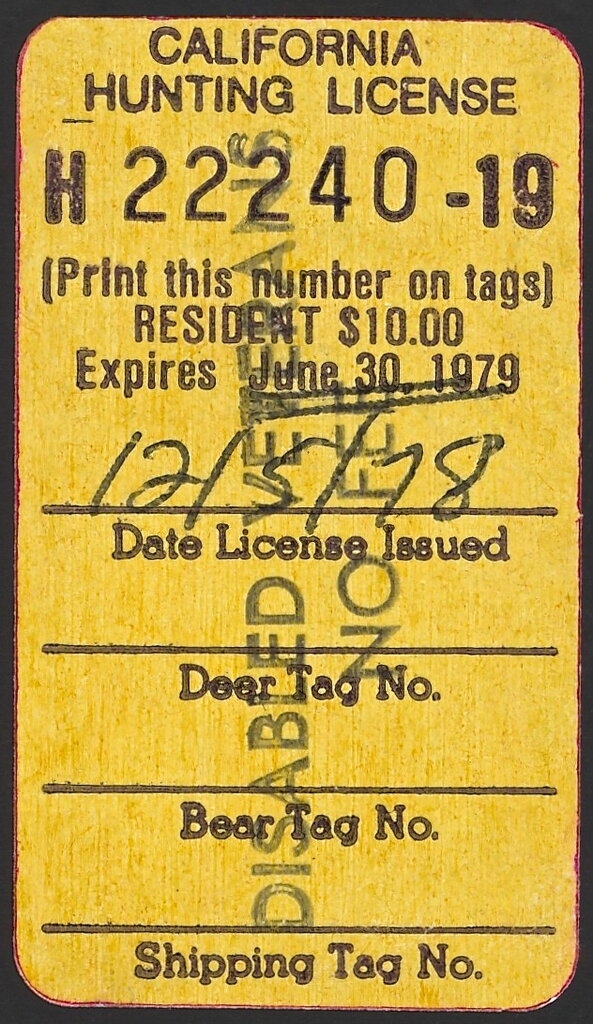 CALIFORNIA
HUNTING LICENSE
H 22240 -19
(Print this number on tags)
RESIDENT $10.00
Expires June 30, 1979
12/5/78
Date License Issued
Deer Tag No.
Bear Tag No.
Shipping Tag No.
DISABLED VETERANS
NO FEE